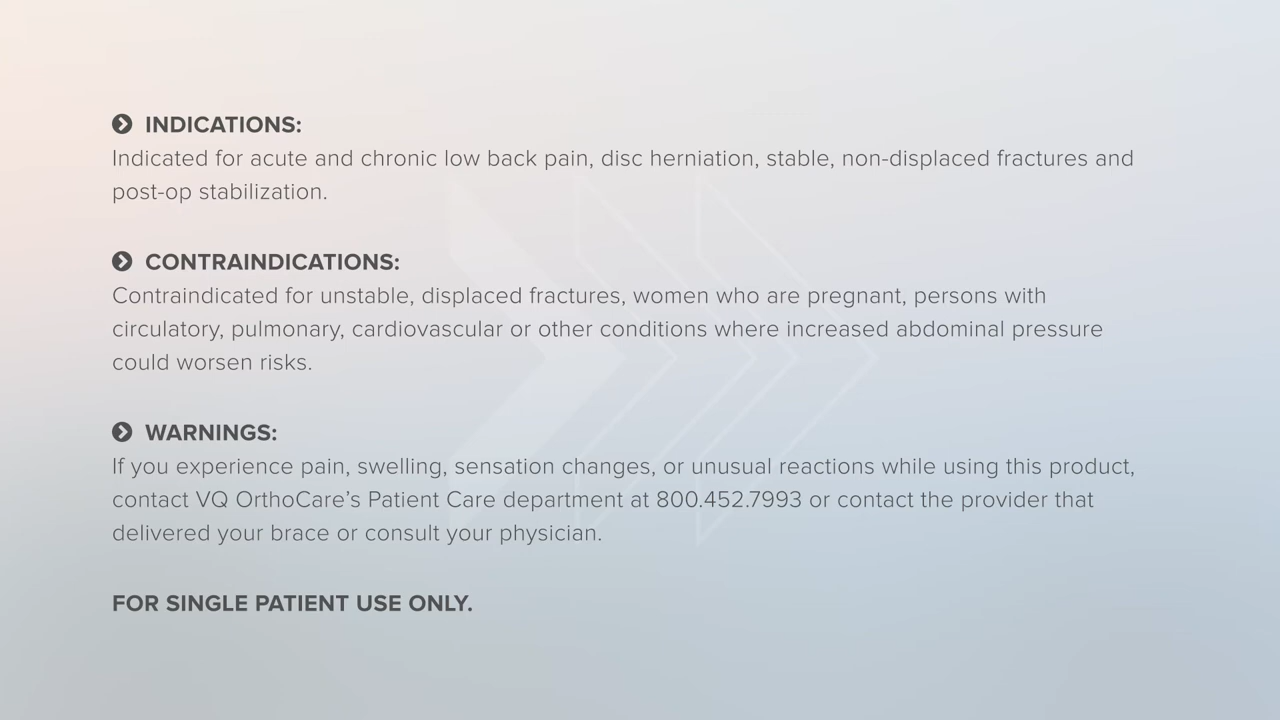 INDICATIONS:
Indicated for acute and chronic low back pain, disc herniation, stable, non-displaced fractures and
post-op stabilization.
CONTRAINDICATIONS:
Contraindicated for unstable, displaced fractures, women who are pregnant, persons with
circulatory, pulmonary, cardiovascular or other conditions where increased abdominal pressure
could worsen risks.
WARNINGS:
If you experience pain, swelling, sensation changes, or unusual reactions while using this product,
contact VQ OrthoCare’s Patient Care department at 800.452.7993 or contact the provider that
delivered your brace or consult your physician.
FOR SINGLE PATIENT USE ONLY.